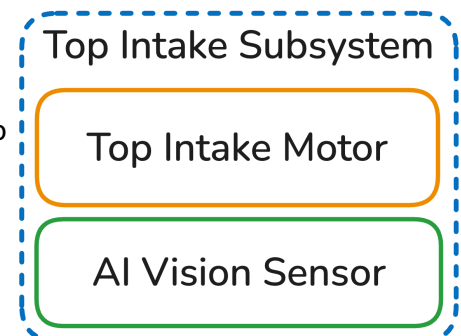 Top Intake Subsystem
Top Intake Motor
AI Vision Sensor